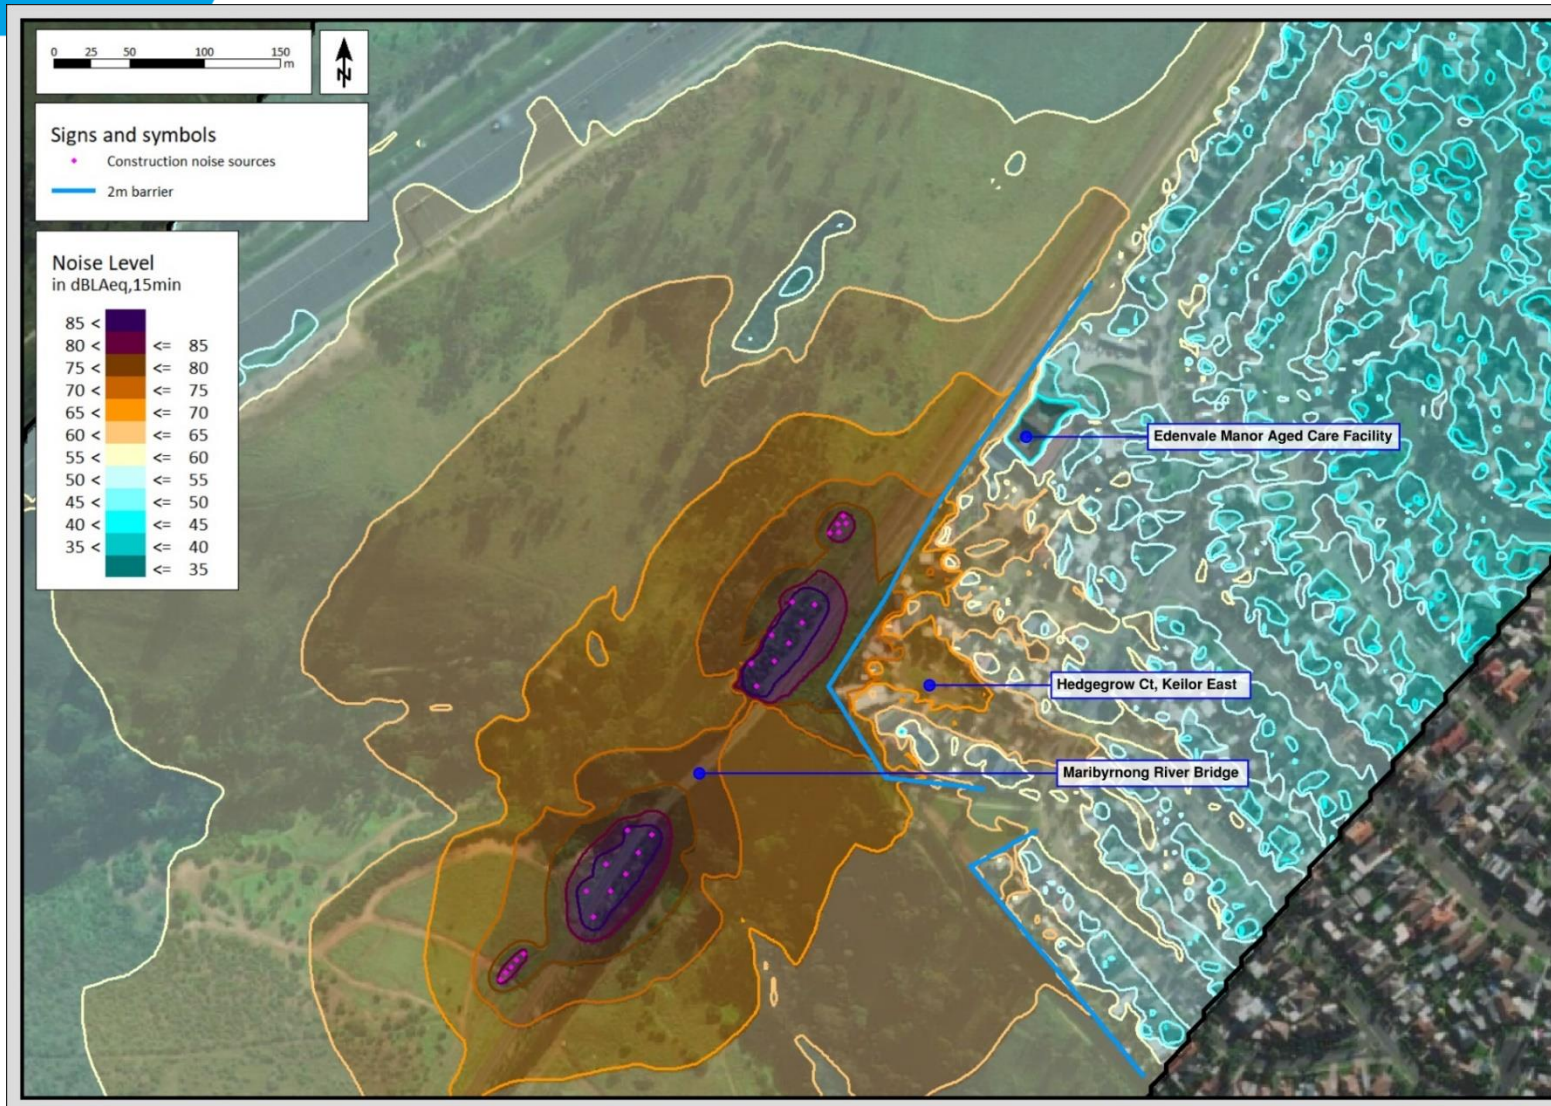 0 25 50 100 150
m
N
Signs and symbols
Construction noise sources
2m barrier
Noise Level
in dBLAeq,15min
85 <
80 < <= 85
75 < <= 80
70 < <= 75
65 < <= 70
60 < <= 65
55 < <= 60
50 < <= 55
45 < <= 50
40 < <= 45
35 < <= 40
<= 35
Edenvale Manor Aged Care Facility
Hedgegrow Ct, Keilor East
Maribyrnong River Bridge